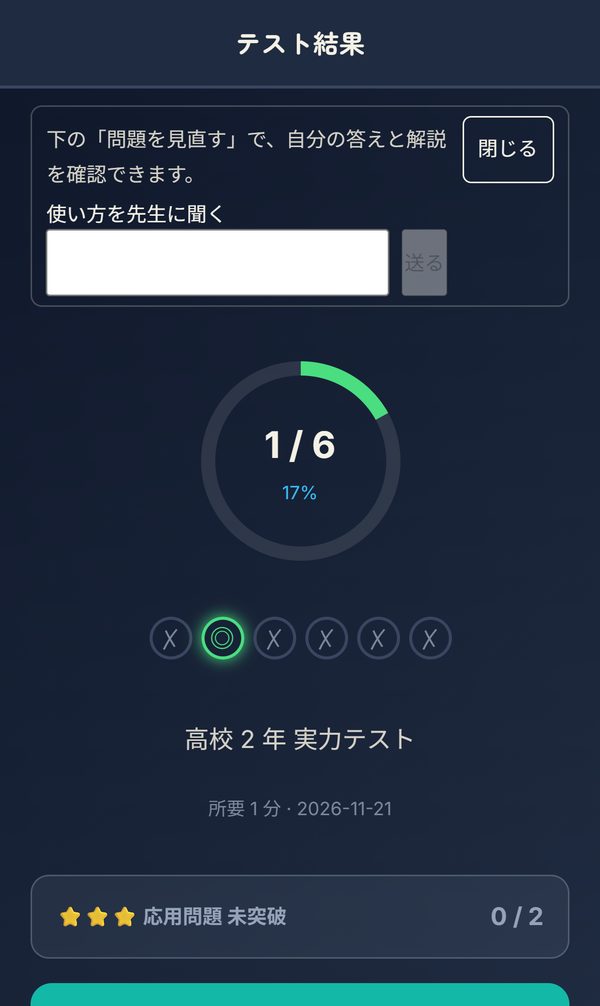 テスト結果
下の「問題を見直す」で、自分の答えと解説
を確認できます。
閉じる
使い方を先生に聞く
送る
1 / 6
17%
高校 2 年 実力テスト
所要 1 分 · 2026-11-21
応用問題 未突破
0 / 2